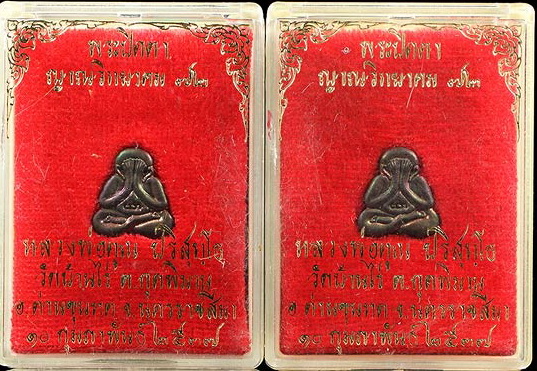 พระปิดตา
ญาณวิทยาคม ๗๒
หลวงพ่อคูณ ปริสุทโธ
วัดบ้านไร่ ต.กุดพิมาน
อ.ด่านขุนทด จ.นครราชสีมา
๑๐ กุมภาพันธ์ ๒๕๓๗
พระปิดตา
ญาณวิทยาคม ๗๒
หลวงพ่อคูณ ปริสุทโธ
วัดบ้านไร่ ต.กุดพิมาน
อ.ด่านขุนทด จ.นครราชสีมา
๑๐ กุมภาพันธ์ ๒๕๓๗